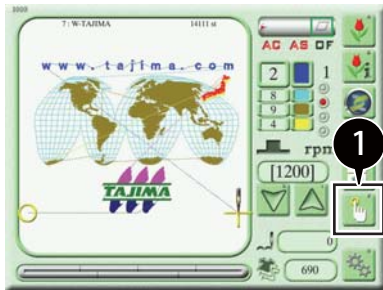 3000
7 : W-TAJIMA 14111 st
www.tajima.com
TAJIMA
AC AS OF
2 1
8
9
4
rpm
[1200]
1
0
690